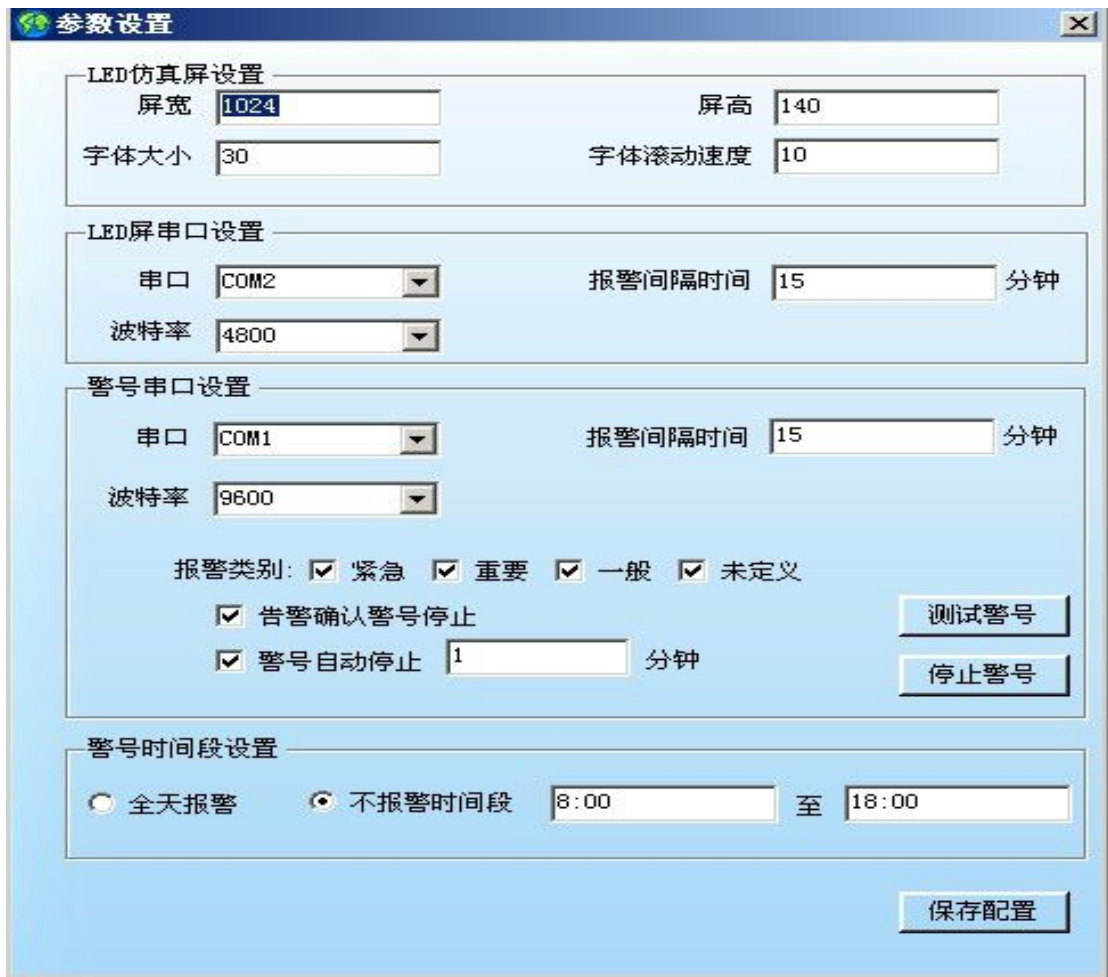 参数设置
LED仿真屏设置
屏宽 1024 屏高 140
字体大小 30 字体滚动速度 10
LED屏串口设置
串口 COM2 报警间隔时间 15 分钟
波特率 4800
警号串口设置
串口 COM1 报警间隔时间 15 分钟
波特率 9600
报警类别: 紧急 重要 一般 未定义
告警确认警号停止 测试警号
警号自动停止 1 分钟 停止警号
警号时间段设置
全天报警 不报警时间段 8:00 至 18:00
保存配置